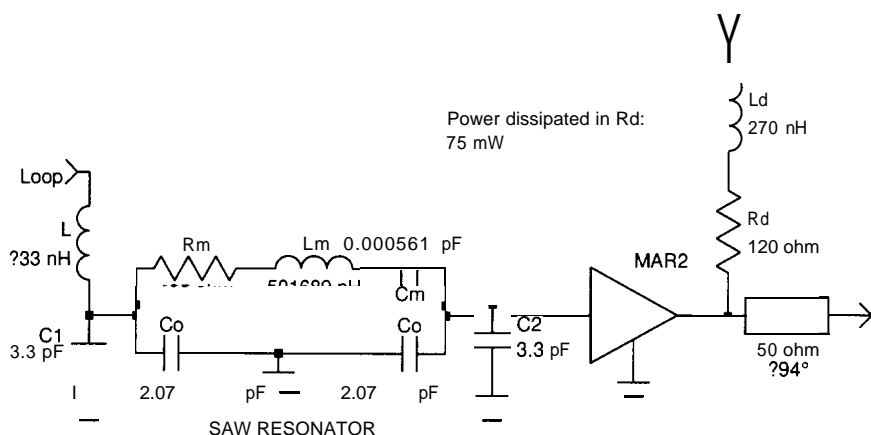 Ld
270 nH
Power dissipated in Rd:
75 mW
Loop
L
?33 nH
Rm
Lm 0.000561 pF
Cm
Rd
120 ohm
MAR2
C1
3.3 pF
Co
Co
C2
3.3 pF
50 ohm
?94°
2.07 pF 2.07 pF
SAW RESONATOR